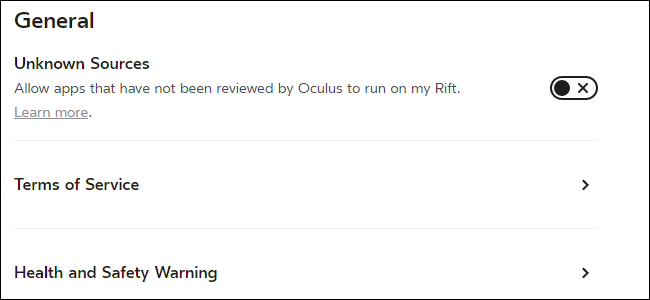 General
Unknown Sources
Allow apps that have not been reviewed by Oculus to run on my Rift.
Learn more.
Terms of Service
Health and Safety Warning